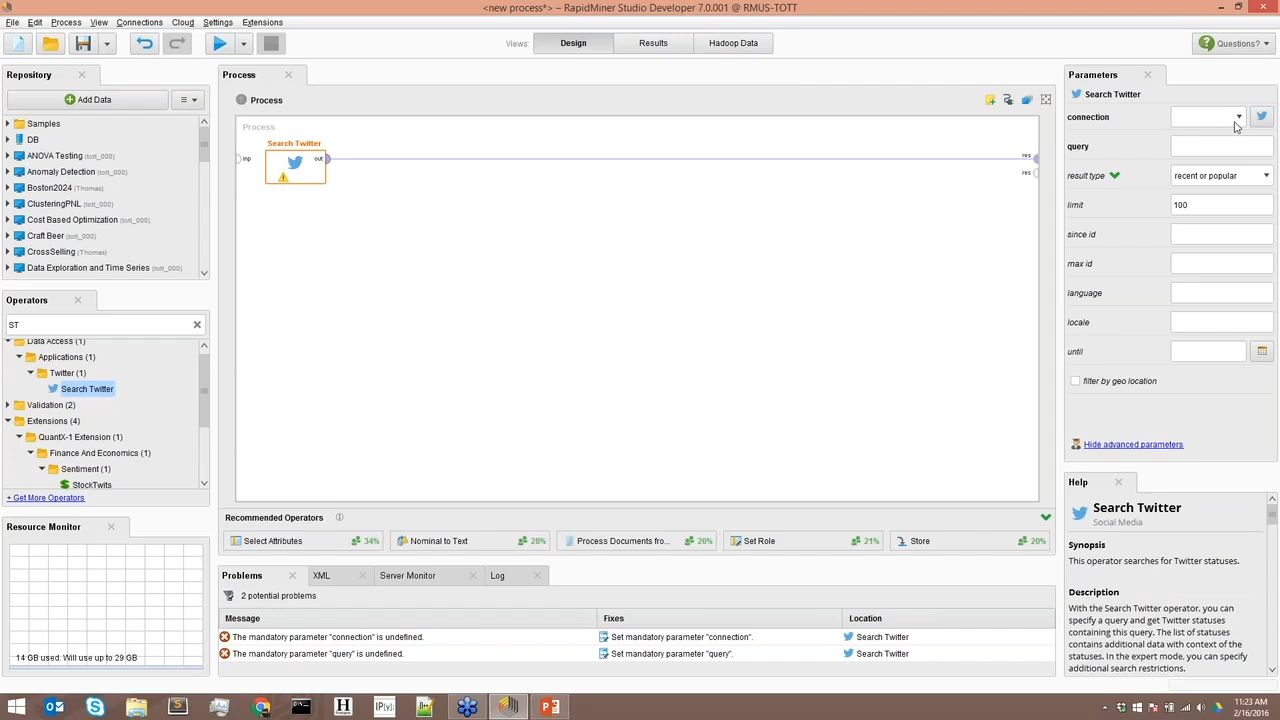 <new process*> – RapidMiner Studio Developer 7.0.001 @ RMUS-TOTT
File Edit Process View Connections Cloud Settings Extensions
Views: Design Results Hadoop Data Questions?
Repository
Add Data
Samples
DB
ANOVA Testing (tott_000)
Anomaly Detection (tott_000)
Boston2024 (Thomas)
ClusteringPNL (tott_000)
Cost Based Optimization (tott_000)
Craft Beer (tott_000)
CrossSelling (Thomas)
Data Exploration and Time Series (tott_000)
Operators
ST
Data Access (1)
Applications (1)
Twitter (1)
Search Twitter
Validation (2)
Extensions (4)
QuantX-1 Extension (1)
Finance And Economics (1)
Sentiment (1)
StockTwits
+ Get More Operators
Resource Monitor
14 GB used. Will use up to 29 GB
Process
Process
Process
Search Twitter
inp
out
res
res
Recommended Operators
Select Attributes 34%
Nominal to Text 28%
Process Documents fro... 26%
Set Role 21%
Store 20%
Problems XML Server Monitor Log
2 potential problems
Message Fixes Location
The mandatory parameter "connection" is undefined. Set mandatory parameter "connection". Search Twitter
The mandatory parameter "query" is undefined. Set mandatory parameter "query". Search Twitter
Parameters
Search Twitter
connection
query
result type recent or popular
limit 100
since id
max id
language
locale
until
filter by geo location
Hide advanced parameters
Help
Search Twitter
Social Media
Synopsis
This operator searches for Twitter statuses.
Description
With the Search Twitter operator, you can
specify a query and get Twitter statuses
containing this query. The list of statuses
contains additional data with context of the
statuses. In the expert mode, you can specify
additional search restrictions.
11:23 AM
2/16/2016